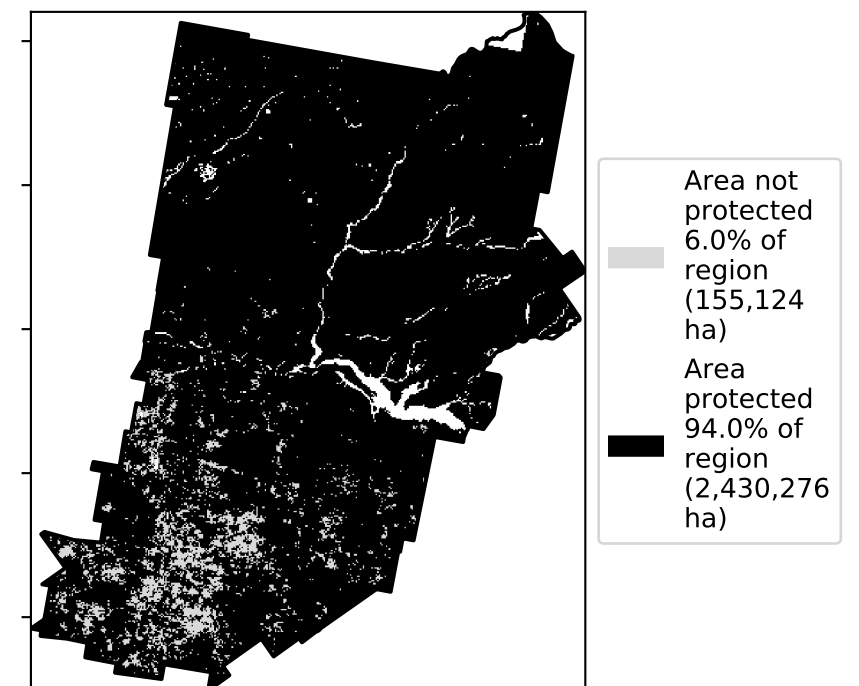 Area not
protected
6.0% of
region
(155,124
ha)
Area
protected
94.0% of
region
(2,430,276
ha)